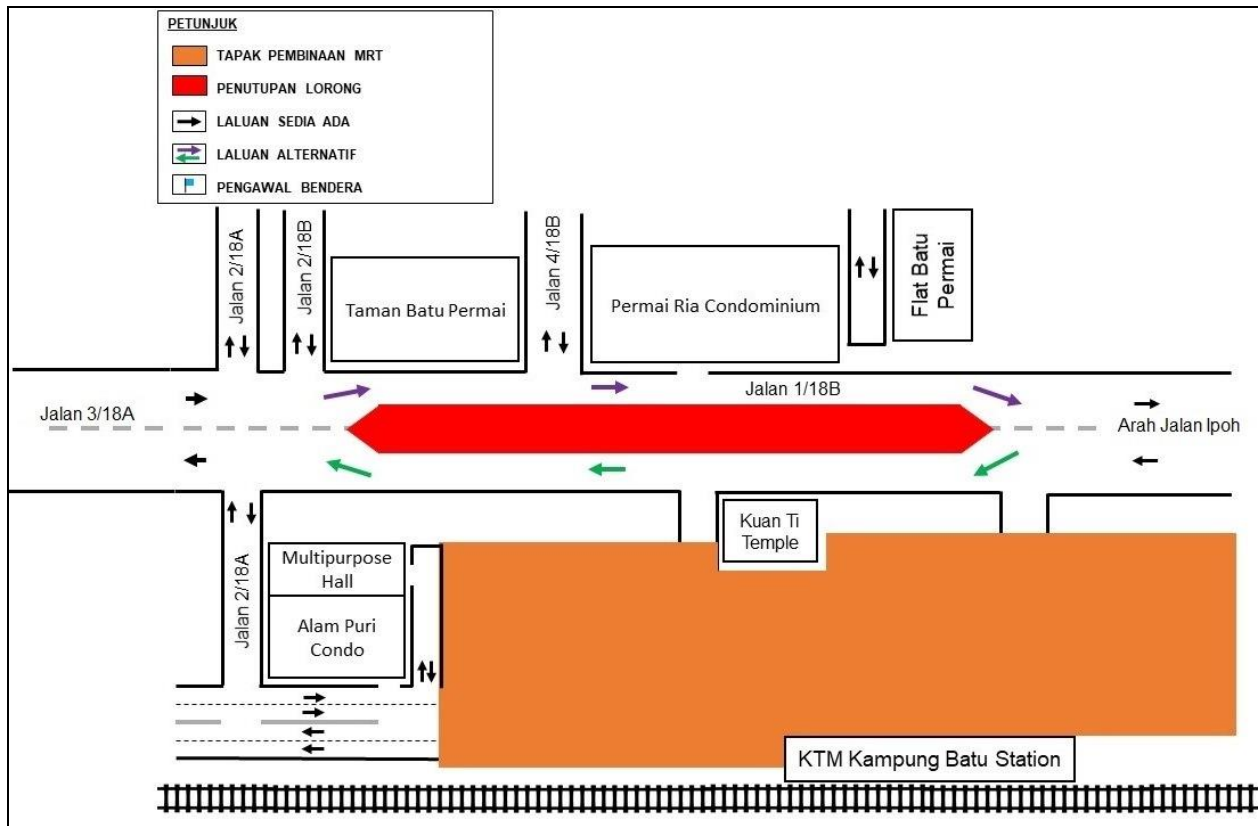 PETUNJUK
TAPAK PEMBINAAN MRT
PENUTUPAN LORONG
LALUAN SEDIA ADA
LALUAN ALTERNATIF
PENGAWAL BENDERA
Jalan 2/18A
Jalan 2/18B
Taman Batu Permai
Jalan 4/18B
Permai Ria Condominium
Flat Batu
Permai
Jalan 1/18B
Jalan 3/18A
Arah Jalan Ipoh
Jalan 2/18A
Multipurpose
Hall
Alam Puri
Condo
Kuan Ti
Temple
KTM Kampung Batu Station